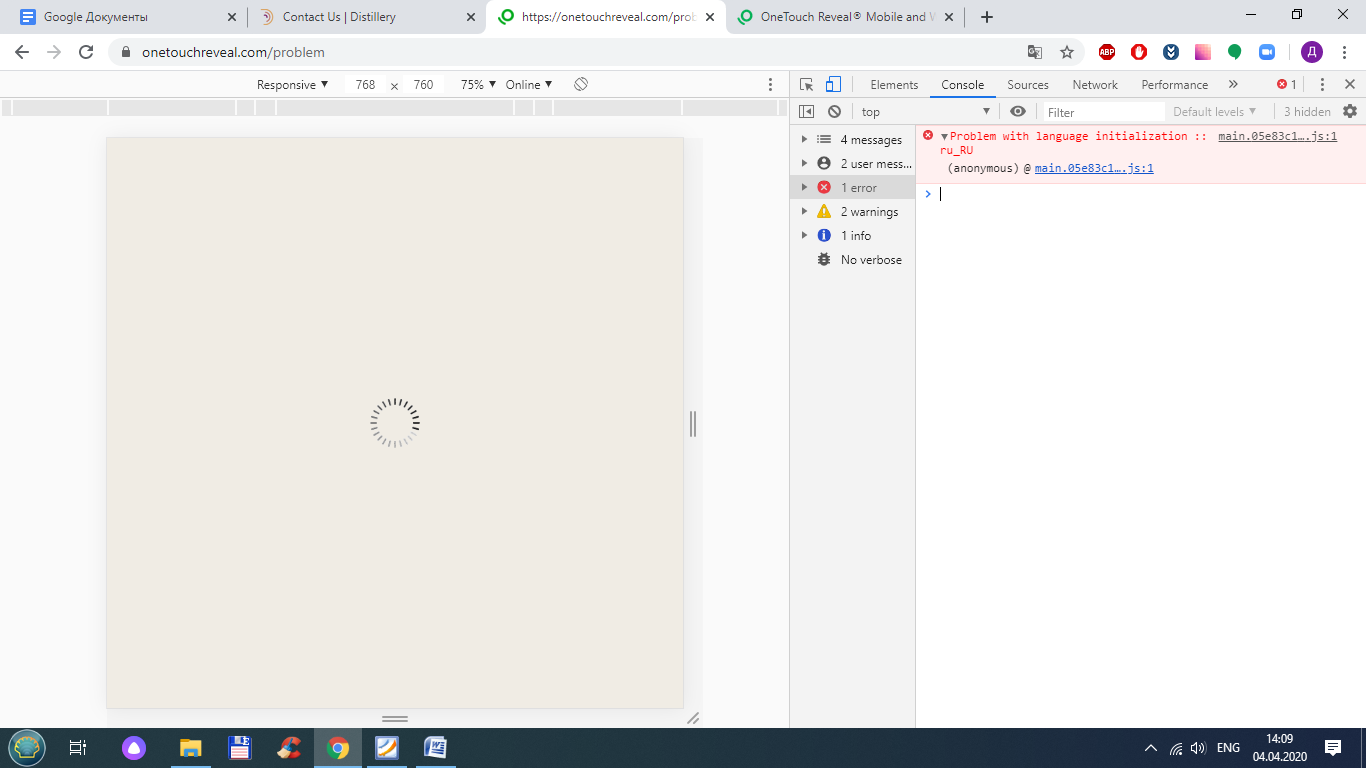 Google Документы
Contact Us | Distillery
https://onetouchreveal.com/prob
OneTouch Reveal® Mobile and W
onetouchreveal.com/problem
ABP
Д
Responsive ▼ 768 × 760 75% ▼ Online ▼
Elements Console Sources Network Performance » 1
top ▼ Filter Default levels ▼ 3 hidden
4 messages
2 user mess...
1 error
2 warnings
1 info
No verbose
▼Problem with language initialization :: main.05e83c1….js:1
ru_RU
(anonymous) @ main.05e83c1….js:1
ENG
14:09
04.04.2020